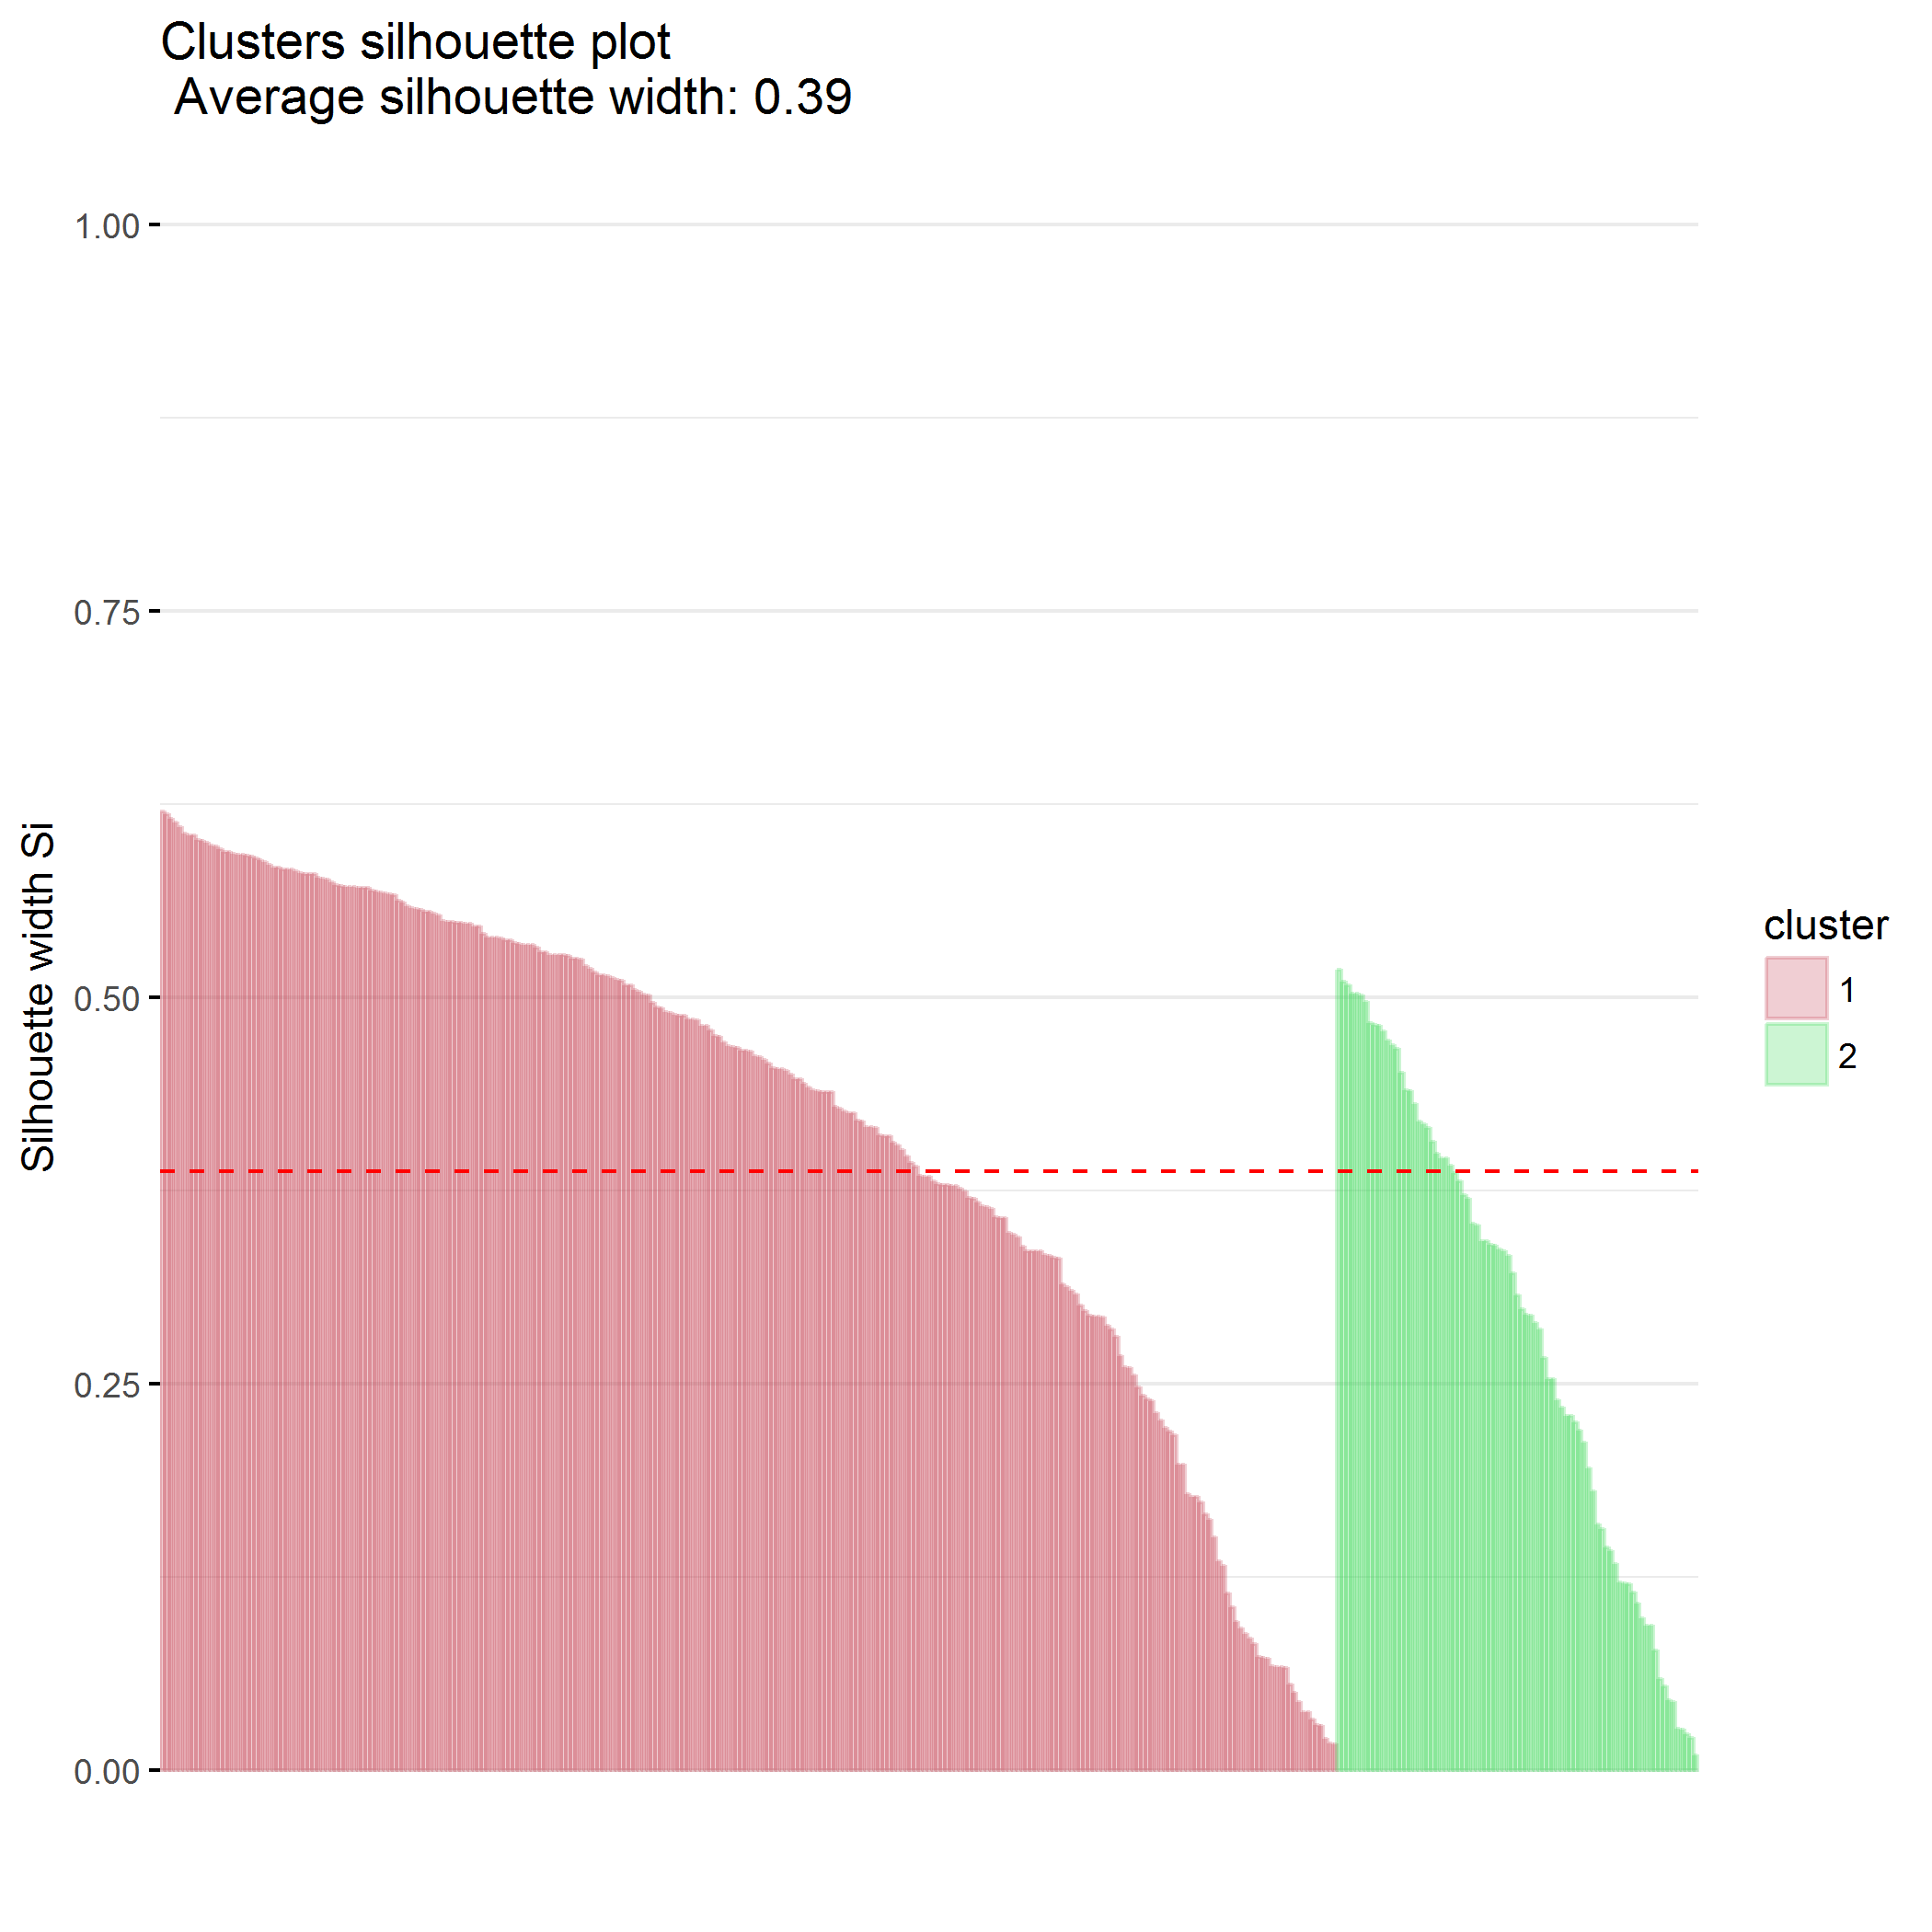 Clusters silhouette plot
Average silhouette width: 0.39
1.00
0.75
0.50
0.25
0.00
Silhouette width Si
cluster
1
2